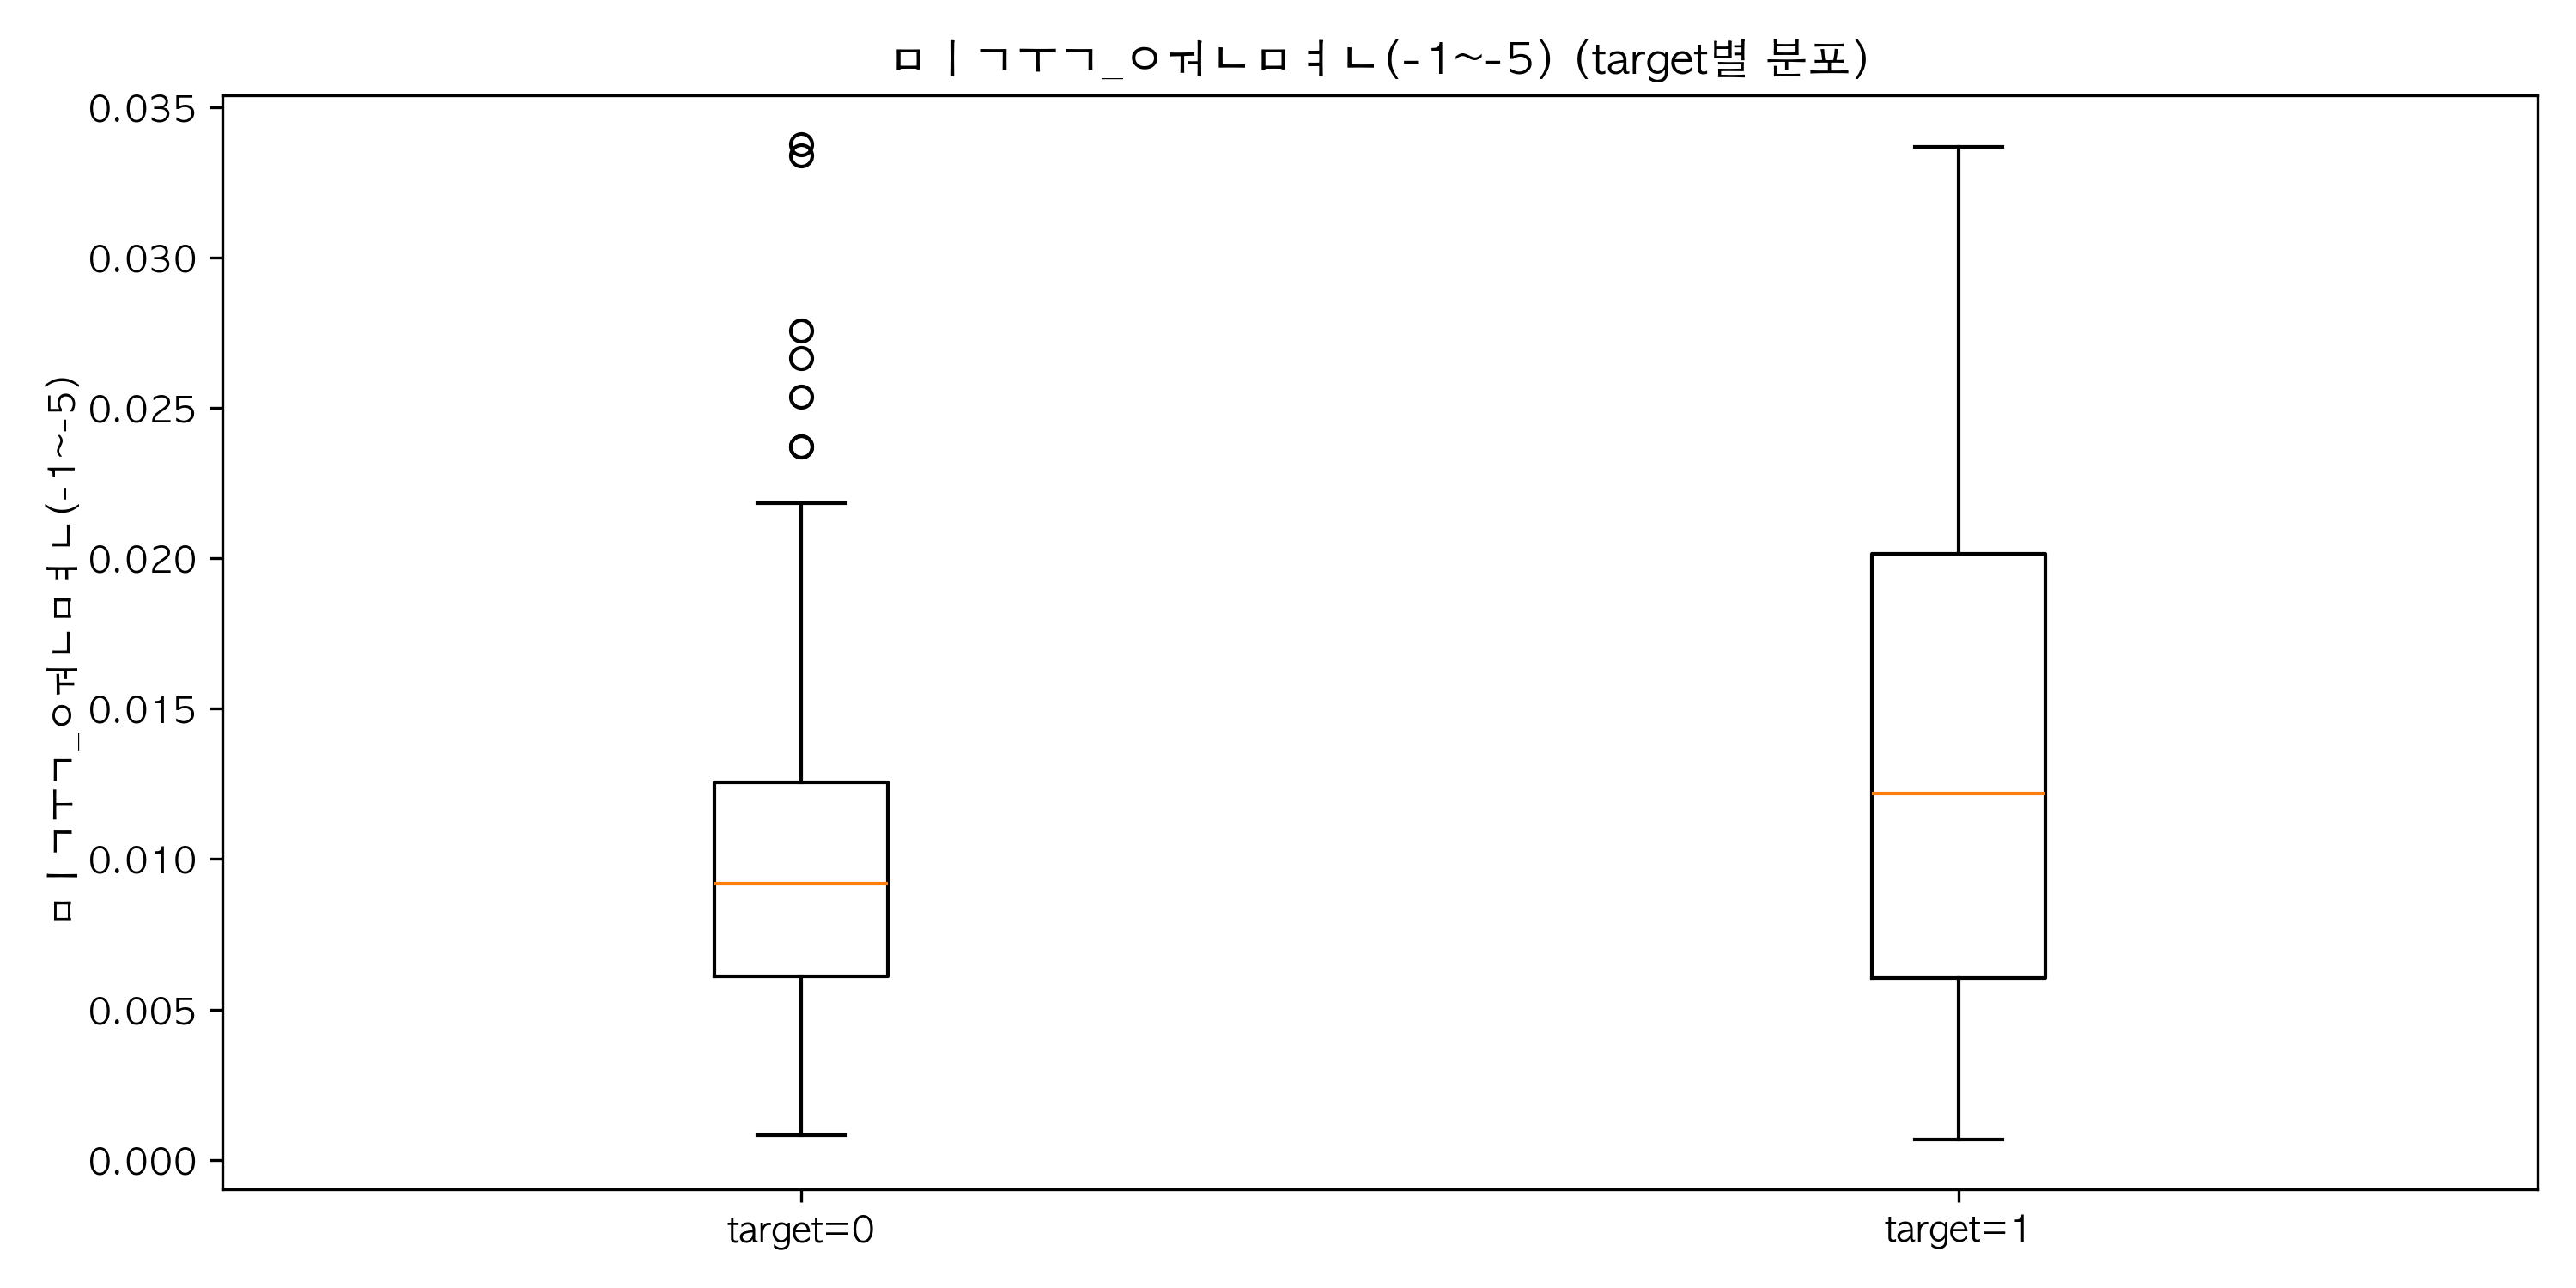 ㅁㅣㄱㅜㄱ_ㅇㅝㄴㅁㅕㄴ(-1~-5) (target별 분포)
0.035
0.030
0.025
0.020
0.015
0.010
0.005
0.000
ㅁㅣㄱㅜㄱ_ㅇㅝㄴㅁㅕㄴ(-1~-5)
target=0
target=1